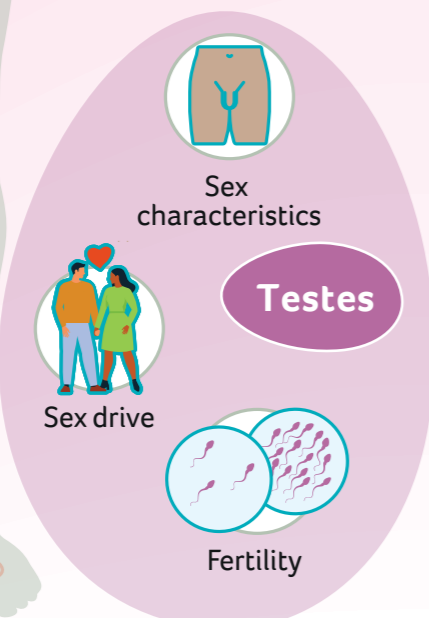 Sex
characteristics
Testes
Sex drive
Fertility